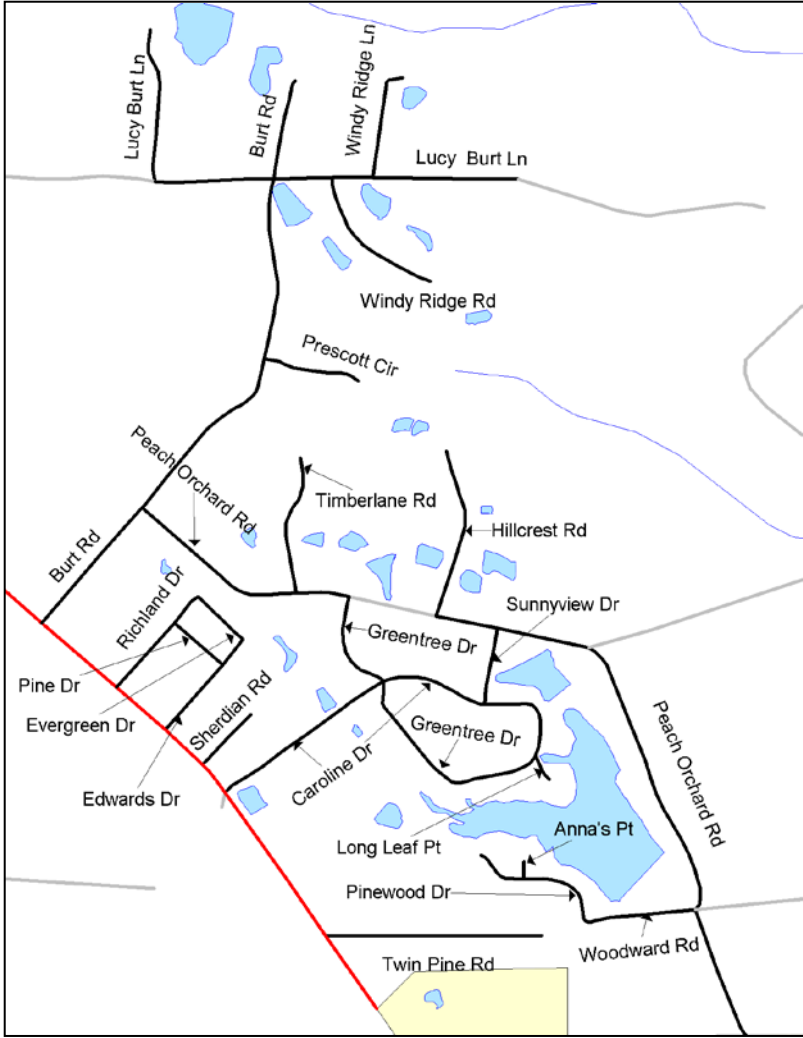 Lucy Burt Ln
Burt Rd
Windy Ridge Ln
Lucy Burt Ln
Windy Ridge Rd
Prescott Cir
Peach Orchard Rd
Timberlane Rd
Hillcrest Rd
Burt Rd
Richland Dr
Sunnyview Dr
Greentree Dr
Pine Dr
Evergreen Dr
Sherdian Rd
Edwards Dr
Caroline Dr
Greentree Dr
Peach Orchard Rd
Long Leaf Pt
Anna's Pt
Pinewood Dr
Woodward Rd
Twin Pine Rd